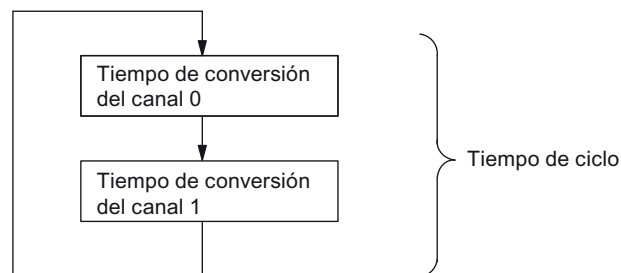 Tiempo de conversión
del canal 0
Tiempo de conversión
del canal 1
Tiempo de ciclo